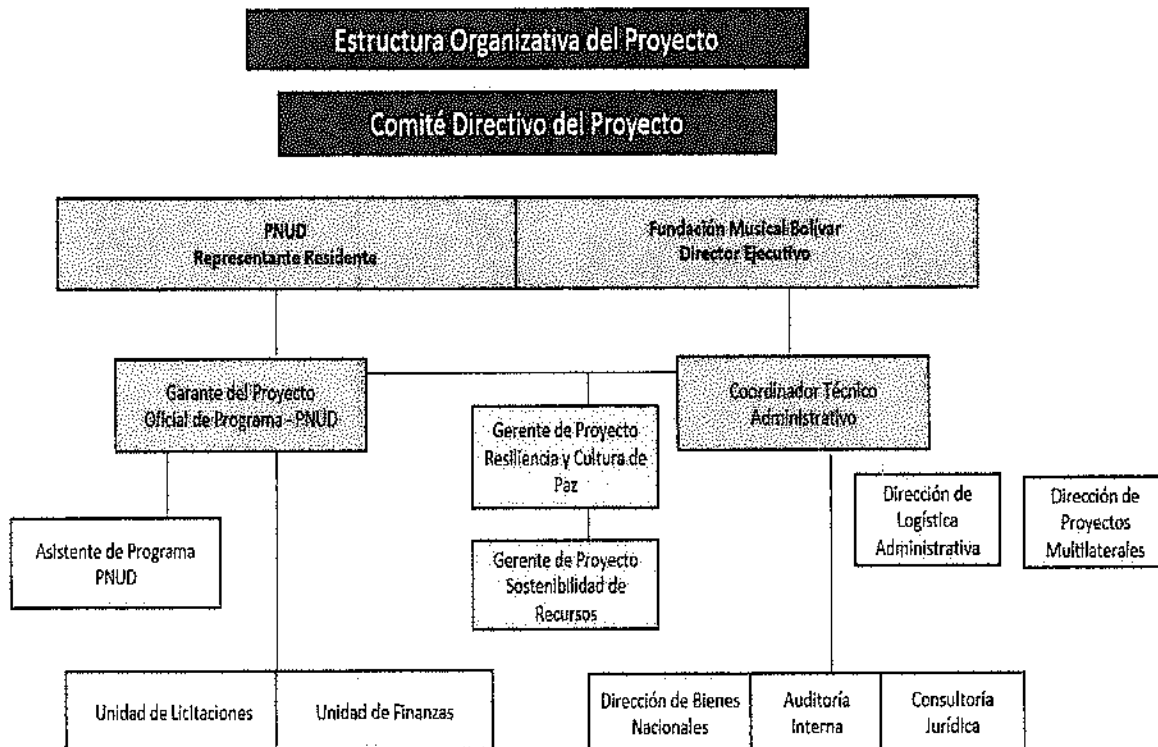 Estructura Organizativa del Proyecto
Comité Directivo del Proyecto
PNUD
Representante Residente
Fundación Musical Bolívar
Director Ejecutivo
Garante del Proyecto
Oficial de Programa - PNUD
Coordinador Técnico
Administrativo
Gerente de Proyecto
Resiliencia y Cultura de
Paz
Dirección de
Logística
Administrativa
Dirección de
Proyectos
Multilaterales
Asistente de Programa
PNUD
Gerente de Proyecto
Sostenibilidad de
Recursos
Unidad de Licitaciones
Unidad de Finanzas
Dirección de Bienes
Nacionales
Auditoría
Interna
Consultoría
Jurídica